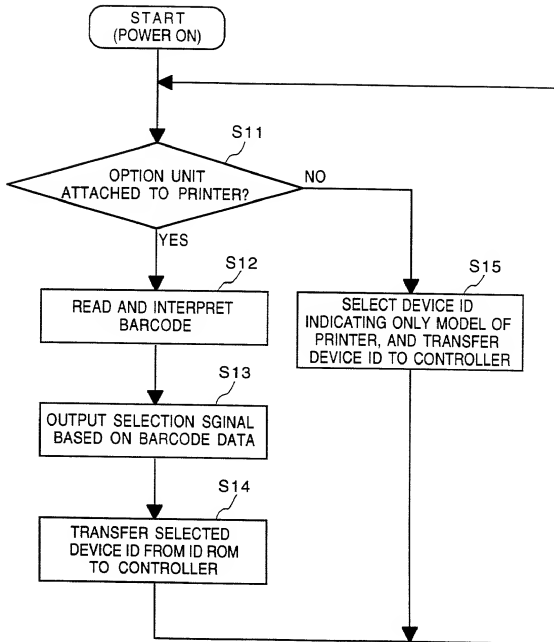 START
(POWER ON)
S11
OPTION UNIT
ATTACHED TO PRINTER?
NO
YES
S12
READ AND INTERPRET
BARCODE
S15
SELECT DEVICE ID
INDICATING ONLY MODEL OF
PRINTER, AND TRANSFER
DEVICE ID TO CONTROLLER
S13
OUTPUT SELECTION SGINAL
BASED ON BARCODE DATA
S14
TRANSFER SELECTED
DEVICE ID FROM ID ROM
TO CONTROLLER